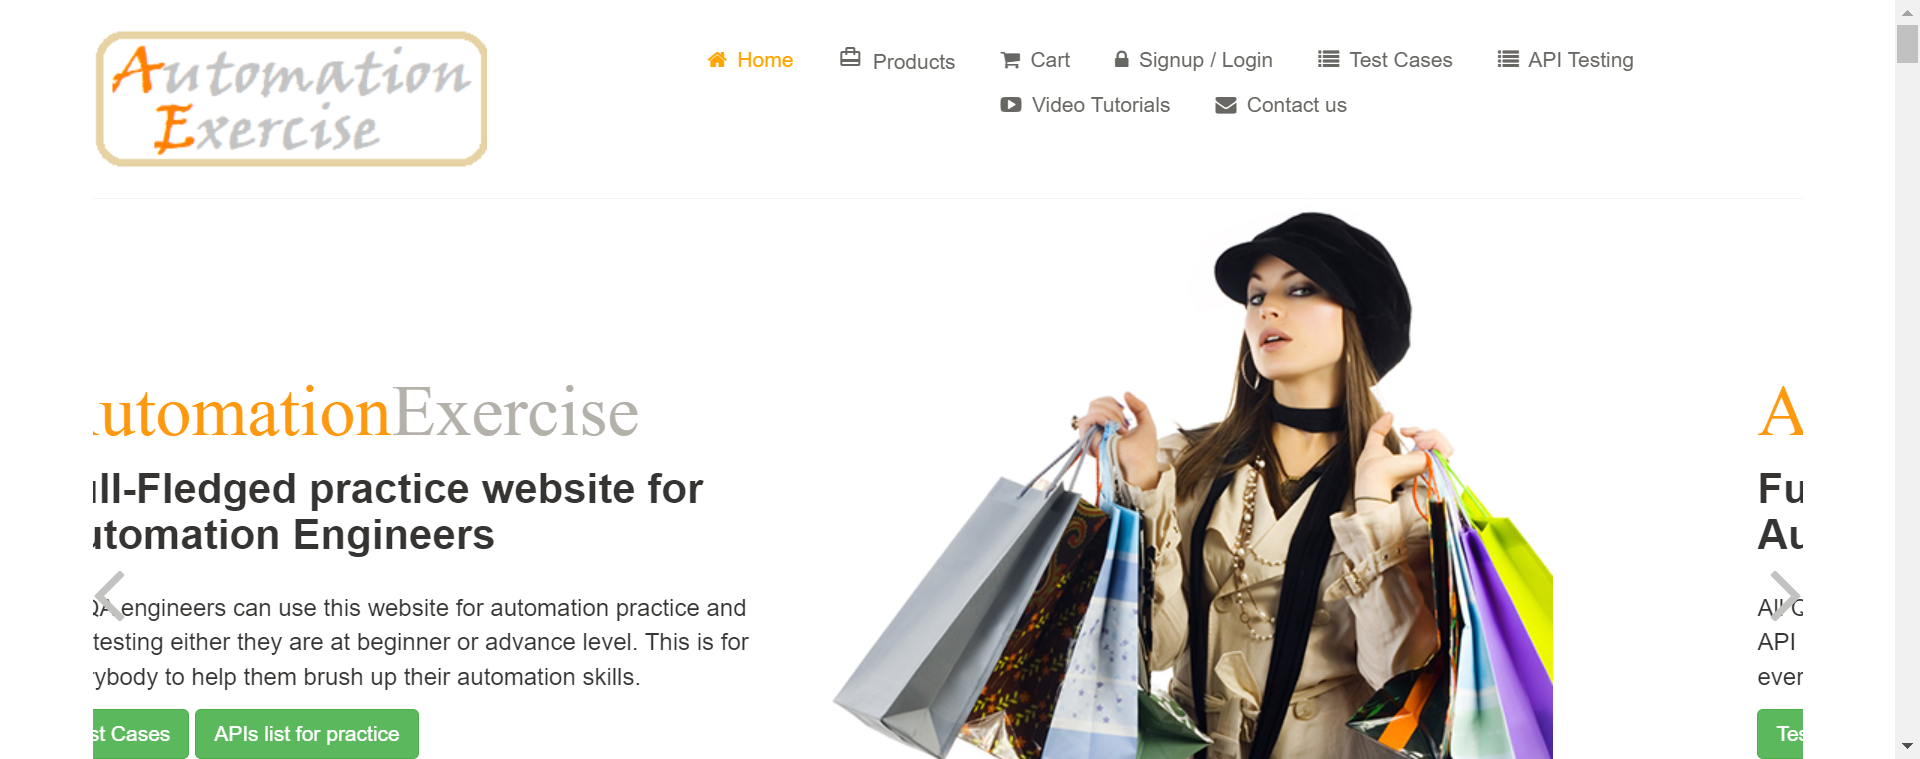 Automation
Exercise
Home Products Cart Signup / Login Test Cases API Testing
Video Tutorials Contact us
utomationExercise A
ll-Fledged practice website for Fu
utomation Engineers Au
QA engineers can use this website for automation practice and All Q
testing either they are at beginner or advance level. This is for API
rybody to help them brush up their automation skills. ever
st Cases APIs list for practice Tes